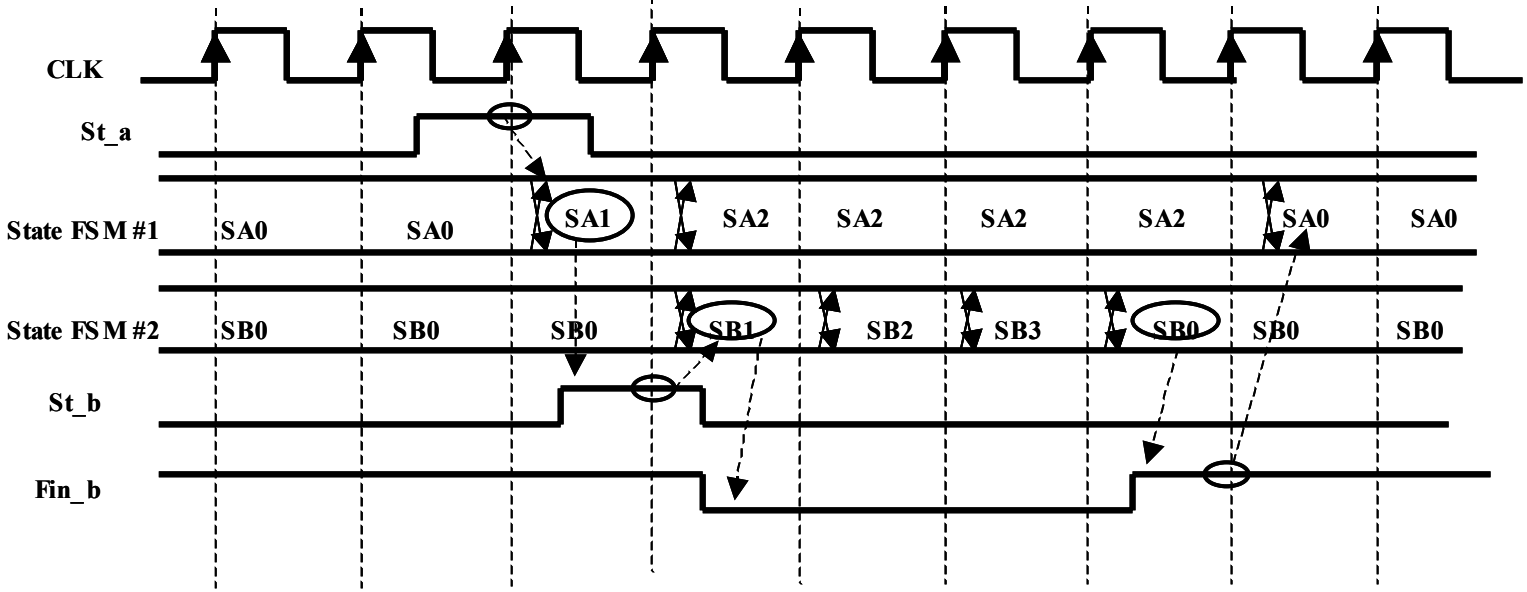 CLK
St_a
State FSM #1 SA0 SA0 SA1 SA2 SA2 SA2 SA2 SA0 SA0
State FSM #2 SB0 SB0 SB0 SB1 SB2 SB3 SB0 SB0 SB0
St_b
Fin_b